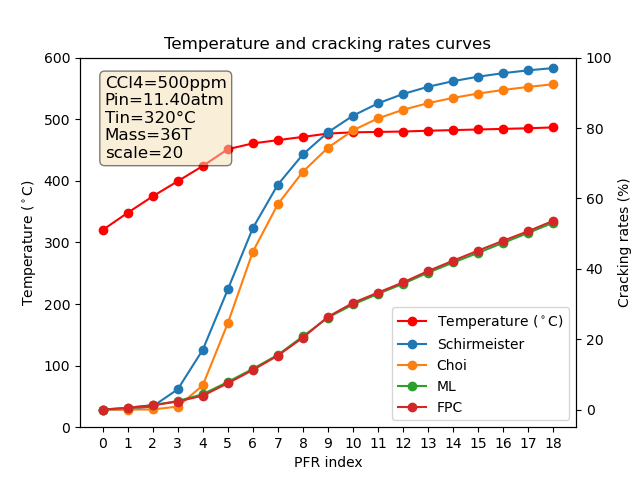 Temperature and cracking rates curves
CCl4=500ppm
Pin=11.40atm
Tin=320°C
Mass=36T
scale=20
Temperature (°C)
600
500
400
300
200
100
0
Cracking rates (%)
100
80
60
40
20
0
Temperature (°C)
Schirmeister
Choi
ML
FPC
0 1 2 3 4 5 6 7 8 9 10 11 12 13 14 15 16 17 18
PFR index